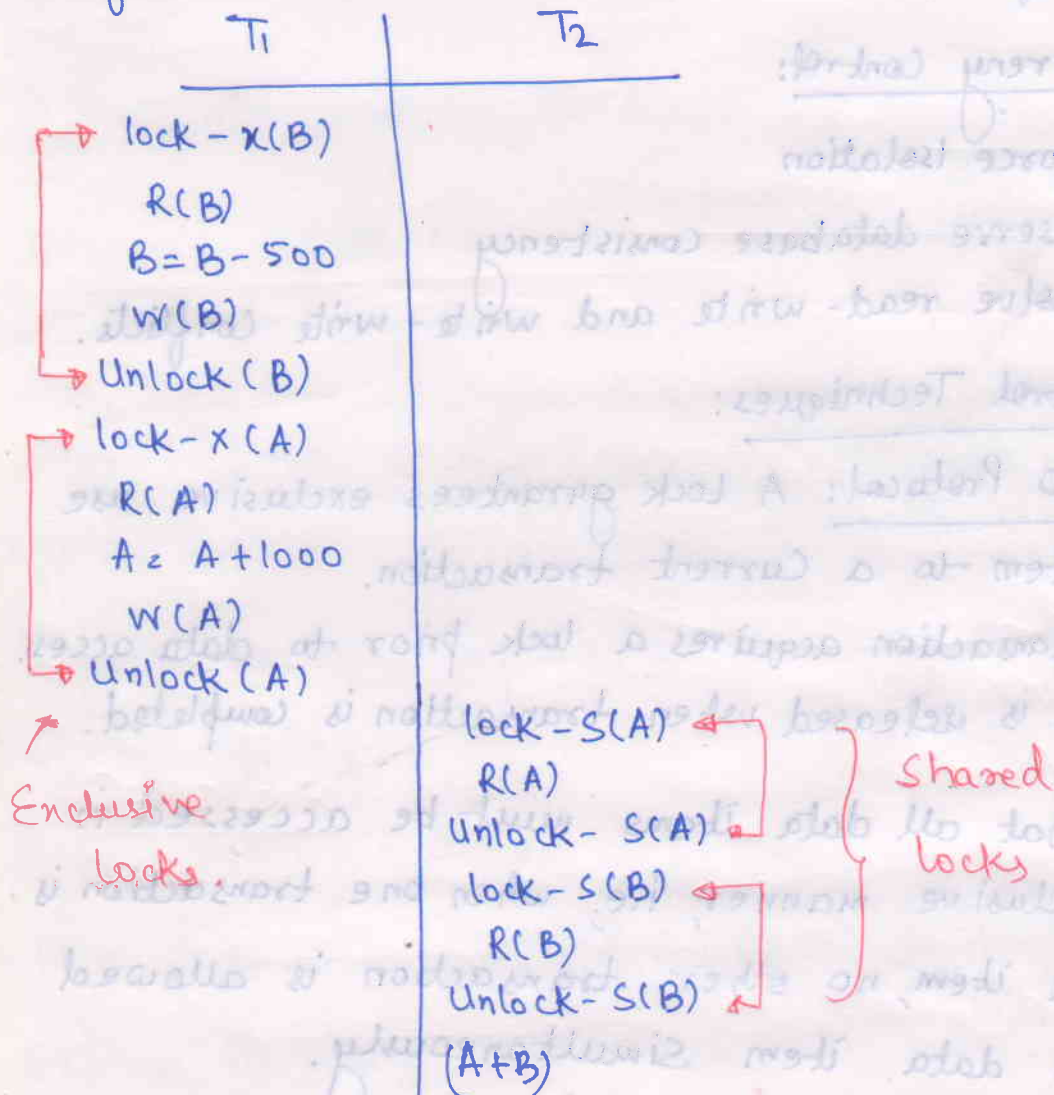 T1 T2
lock - x(B)
R(B)
B = B - 500
W(B)
Unlock (B)
lock - x (A)
R(A)
A = A + 1000
W(A)
Unlock (A)
lock - S(A)
R(A)
Unlock - S(A)
lock - S(B)
R(B)
Unlock - S(B)
(A+B)
Exclusive
locks.
Shared
locks